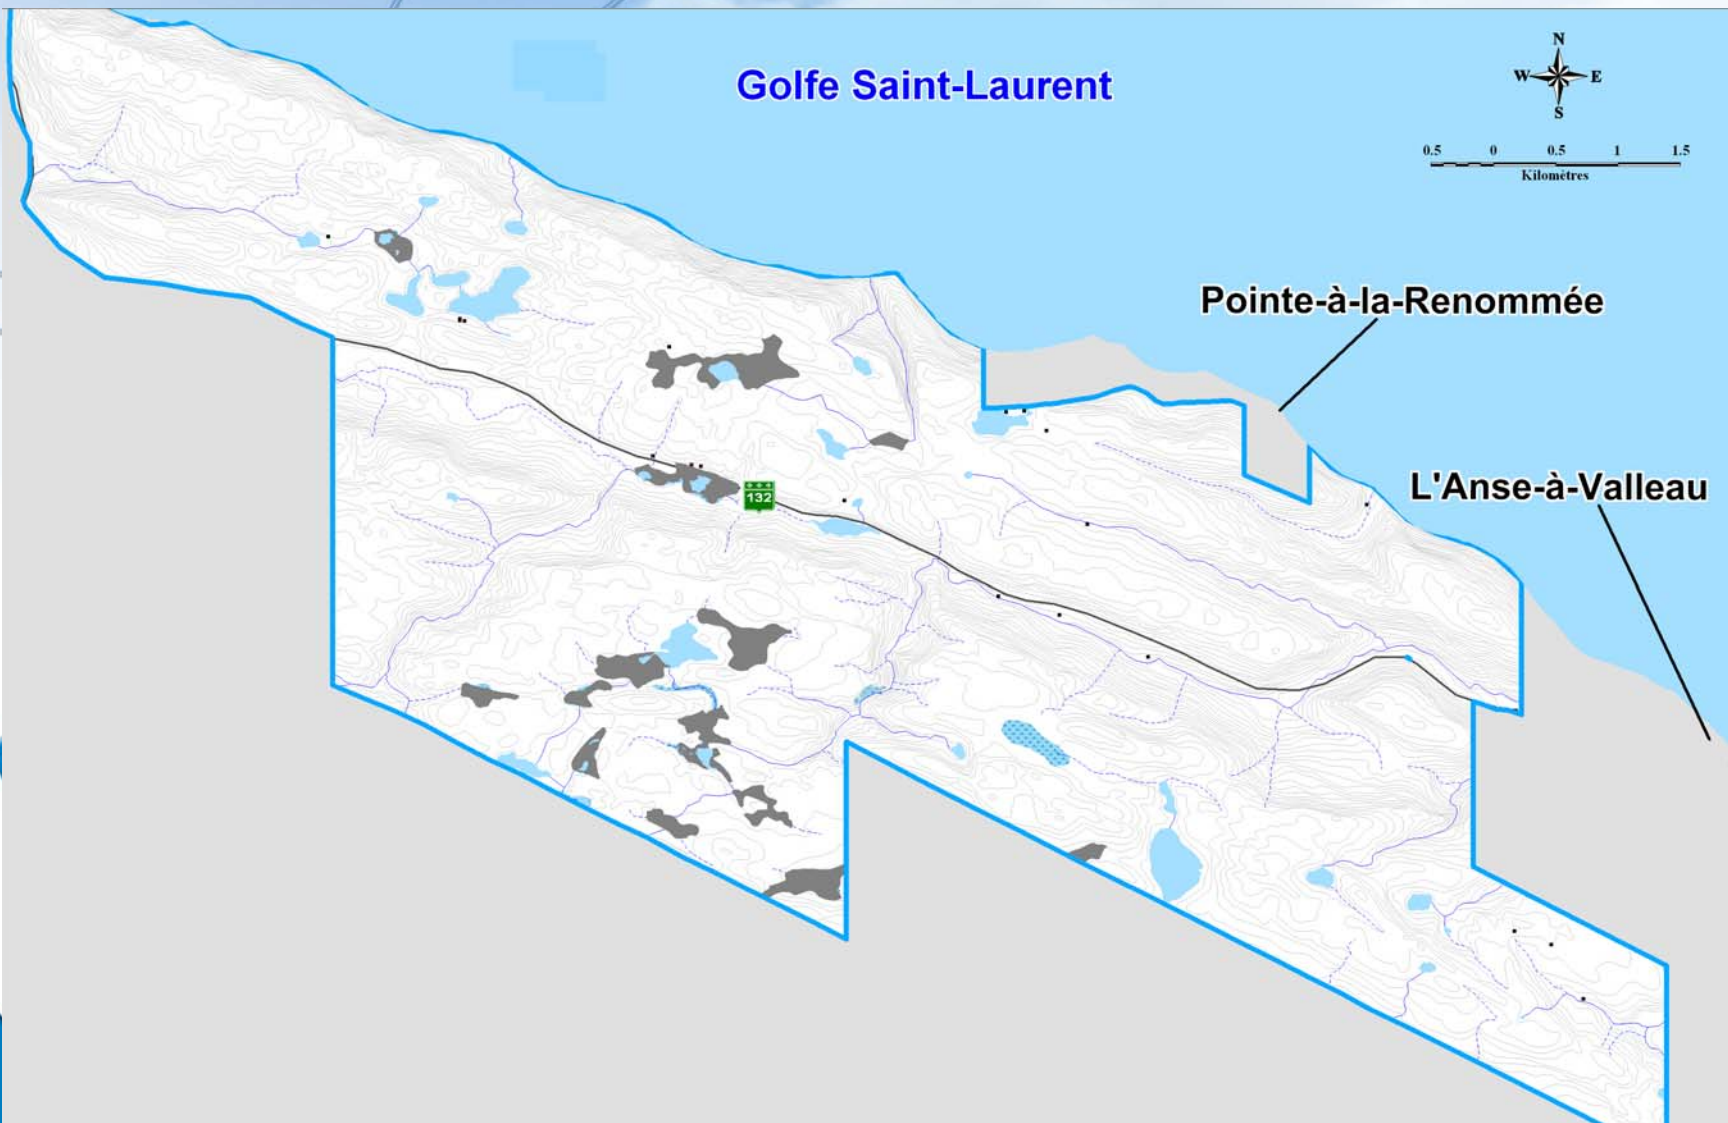 Golfe Saint-Laurent
N
W E
S
0.5 0 0.5 1 1.5
Kilomètres
Pointe-à-la-Renommée
L'Anse-à-Valleau
132